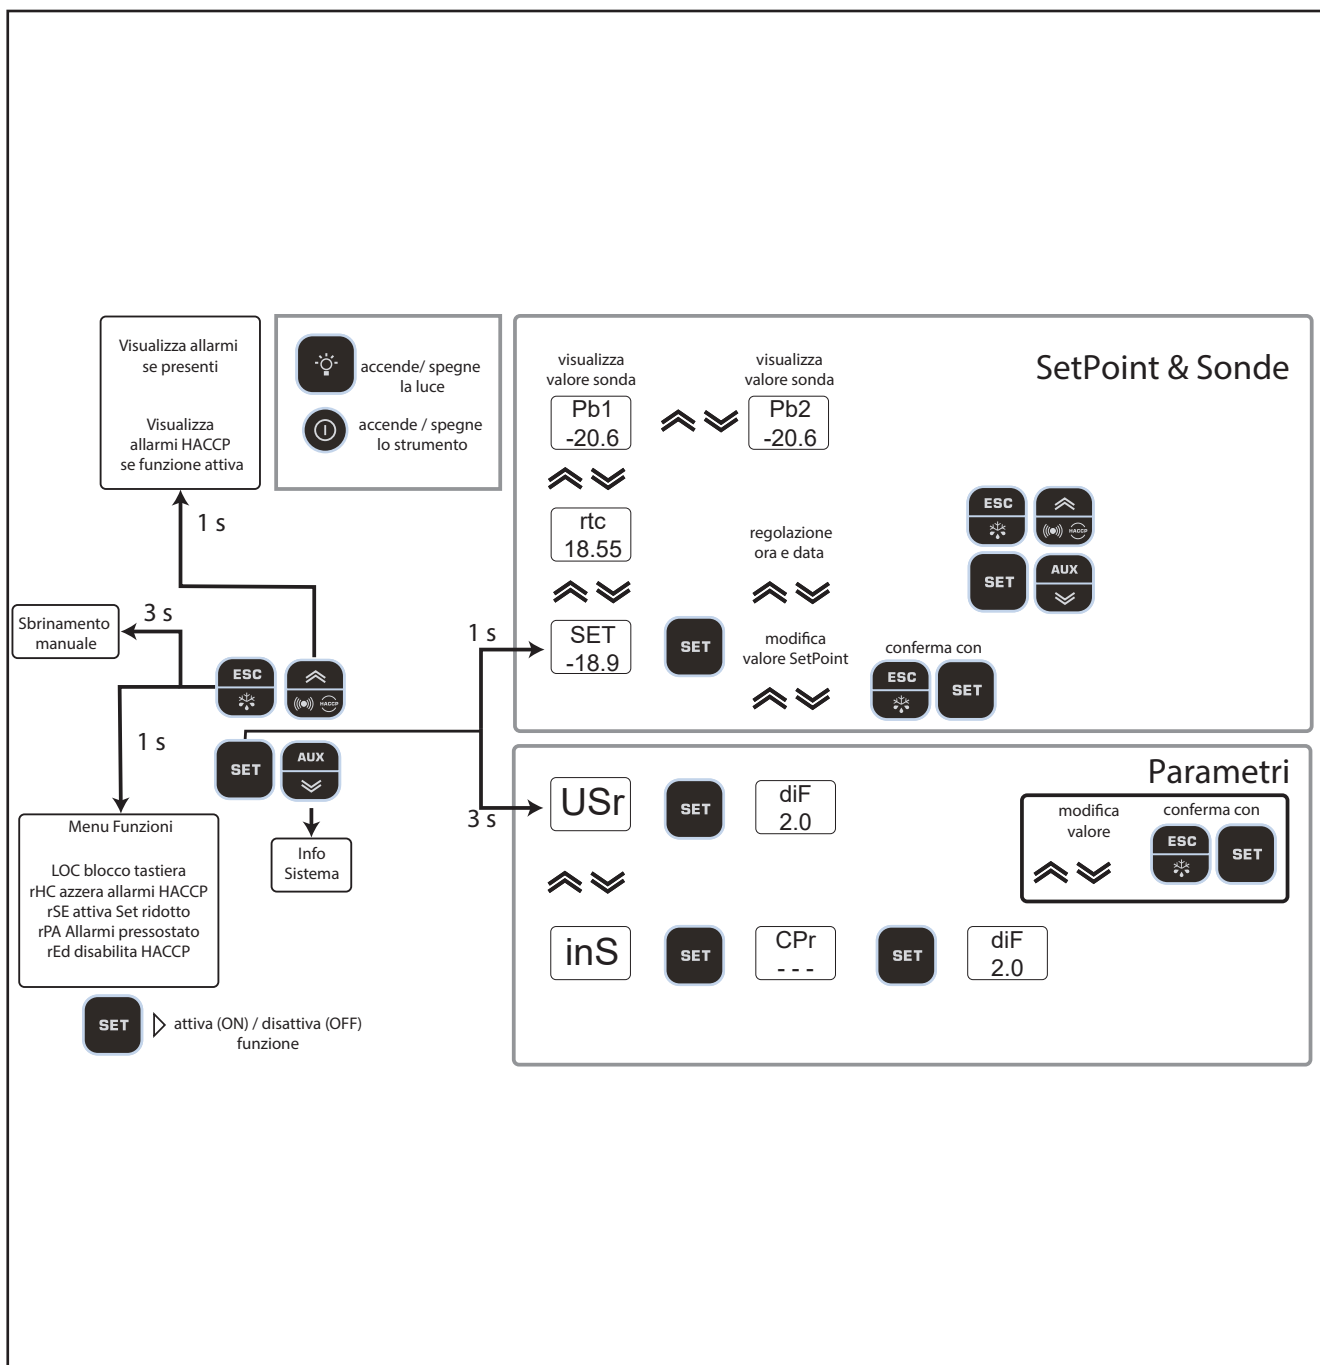 Visualizza allarmi
se presenti
Visualizza
allarmi HACCP
se funzione attiva
accende/ spegne
la luce
accende / spegne
lo strumento
1 s
3 s
Sbrinamento
manuale
ESC
HACCP
1 s
SET
AUX
Menu Funzioni
LOC blocco tastiera
rHC azzera allarmi HACCP
rSE attiva Set ridotto
rPA Allarmi pressostato
rEd disabilita HACCP
Info
Sistema
SET
attiva (ON) / disattiva (OFF)
funzione
1 s
3 s
SetPoint & Sonde
visualizza
valore sonda
Pb1
-20.6
visualizza
valore sonda
Pb2
-20.6
rtc
18.55
regolazione
ora e data
ESC
HACCP
SET
AUX
SET
-18.9
SET
modifica
valore SetPoint
conferma con
ESC
SET
Parametri
USr
SET
diF
2.0
modifica
valore
conferma con
ESC
SET
inS
SET
CPr
- - -
SET
diF
2.0